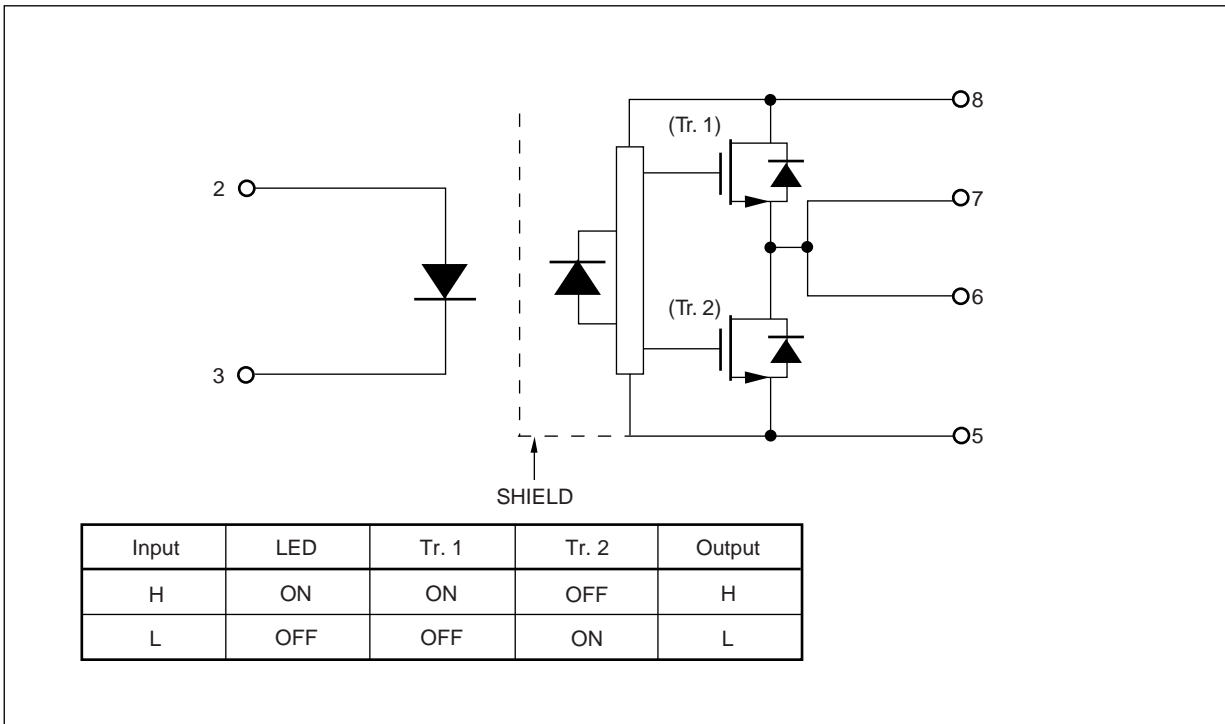 8
(Tr. 1)
2
7
6
(Tr. 2)
3
5
SHIELD
Input LED Tr. 1 Tr. 2 Output
H ON ON OFF H
L OFF OFF ON L